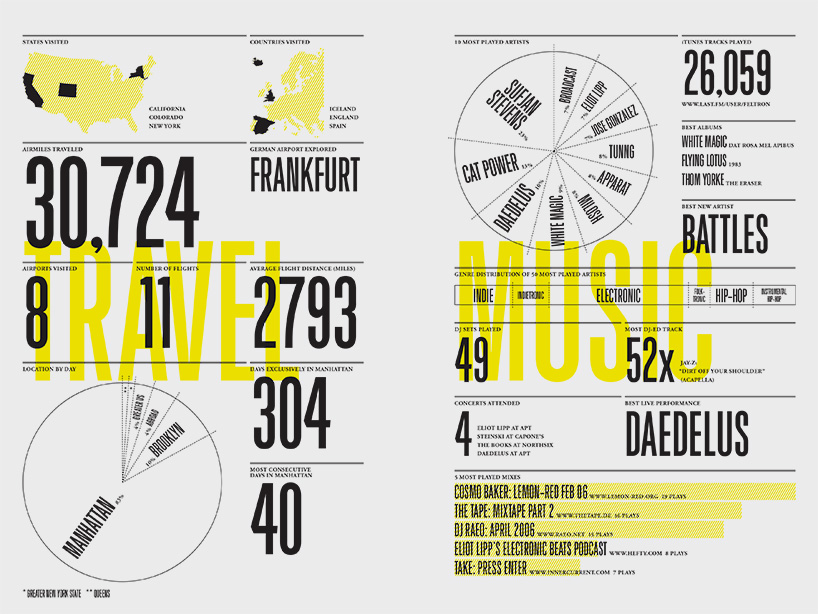 STATES VISITED
CALIFORNIA
COLORADO
NEW YORK
COUNTRIES VISITED
ICELAND
ENGLAND
SPAIN
AIRMILES TRAVELED
30,724
GERMAN AIRPORT EXPLORED
FRANKFURT
TRAVEL
AIRPORTS VISITED
8
NUMBER OF FLIGHTS
11
AVERAGE FLIGHT DISTANCE (MILES)
2793
LOCATION BY DAY
* **
4% GREATER US
4% ABROAD
10% BROOKLYN
MANHATTAN 83%
DAYS EXCLUSIVELY IN MANHATTAN
304
MOST CONSECUTIVE
DAYS IN MANHATTAN
40
* GREATER NEW YORK STATE ** QUEENS
10 MOST PLAYED ARTISTS
SUFJAN
STEVENS 23%
7% BROADCAST
7% ELIOT LIPP
7% JOSE GONZALEZ
8% TUNNG
8% APPARAT
8% MILOSH
WHITE MAGIC 9%
DAEDELUS 10%
CAT POWER 13%
iTUNES TRACKS PLAYED
26,059
WWW.LAST.FM/USER/FELTRON
BEST ALBUMS
WHITE MAGIC DAT ROSA MEL APIBUS
FLYING LOTUS 1983
THOM YORKE THE ERASER
BEST NEW ARTIST
BATTLES
MUSIC
GENRE DISTRIBUTION OF 50 MOST PLAYED ARTISTS
INDIE INDIETRONIC ELECTRONIC FOLK-
TRONIC HIP-HOP INSTRUMENTAL
HIP-HOP
DJ SETS PLAYED
49
MOST DJ-ED TRACK
52x
JAY-Z:
"DIRT OFF YOUR SHOULDER"
(ACAPELLA)
CONCERTS ATTENDED
4
ELIOT LIPP AT APT
STEINSKI AT CAPONE'S
THE BOOKS AT NORTHSIX
DAEDELUS AT APT
BEST LIVE PERFORMANCE
DAEDELUS
5 MOST PLAYED MIXES
COSMO BAKER: LEMON-RED FEB 06 WWW.LEMON-RED.ORG 19 PLAYS
THE TAPE: MIXTAPE PART 2 WWW.THETAPE.DE 16 PLAYS
DJ RAEO: APRIL 2006 WWW.RAEO.NET 15 PLAYS
ELIOT LIPP'S ELECTRONIC BEATS PODCAST WWW.HEFTY.COM 8 PLAYS
TAKE: PRESS ENTER WWW.INNERCURRENT.COM 7 PLAYS